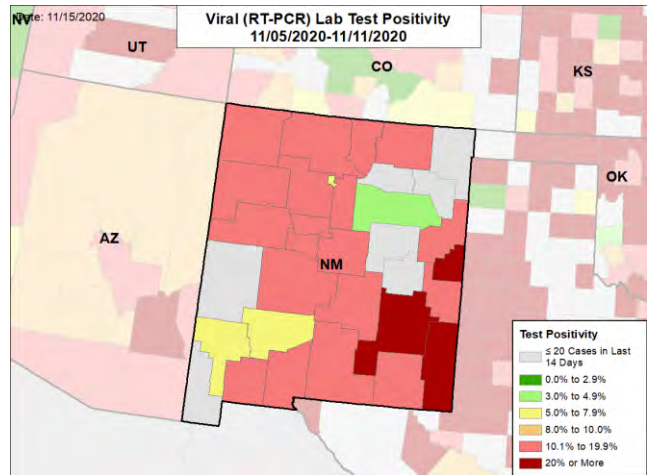 Date: 11/15/2020
Viral (RT-PCR) Lab Test Positivity
11/05/2020-11/11/2020
NV
UT
CO
KS
OK
AZ
NM
Test Positivity
≤ 20 Cases in Last
14 Days
0.0% to 2.9%
3.0% to 4.9%
5.0% to 7.9%
8.0% to 10.0%
10.1% to 19.9%
20% or More